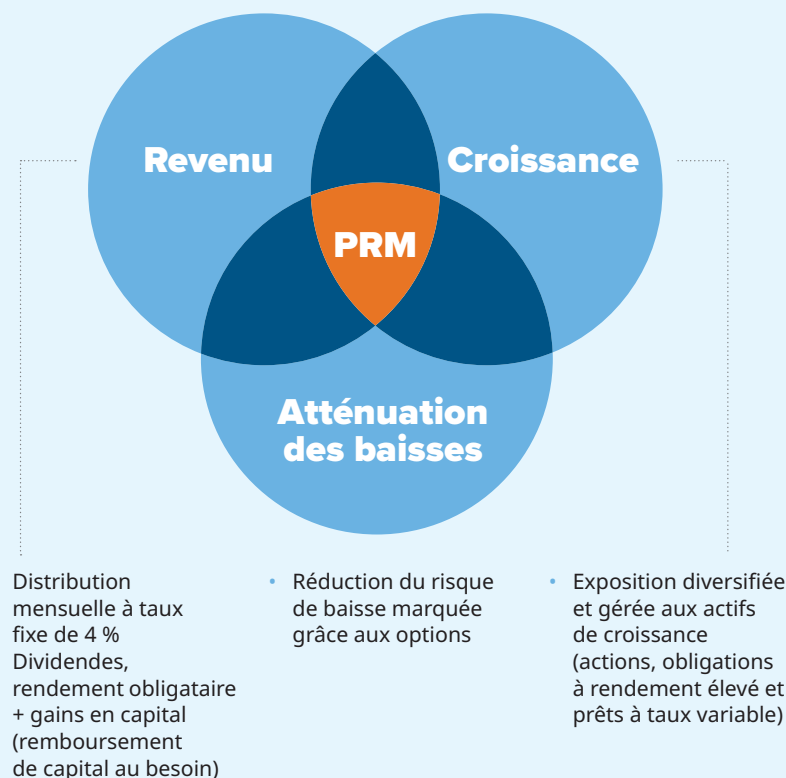 Revenu
Croissance
PRM
Atténuation
des baisses
Distribution
mensuelle à taux
fixe de 4 %
Dividendes,
rendement obligataire
+ gains en capital
(remboursement
de capital au besoin)
• Réduction du risque
de baisse marquée
grâce aux options
• Exposition diversifiée
et gérée aux actifs
de croissance
(actions, obligations
à rendement élevé et
prêts à taux variable)